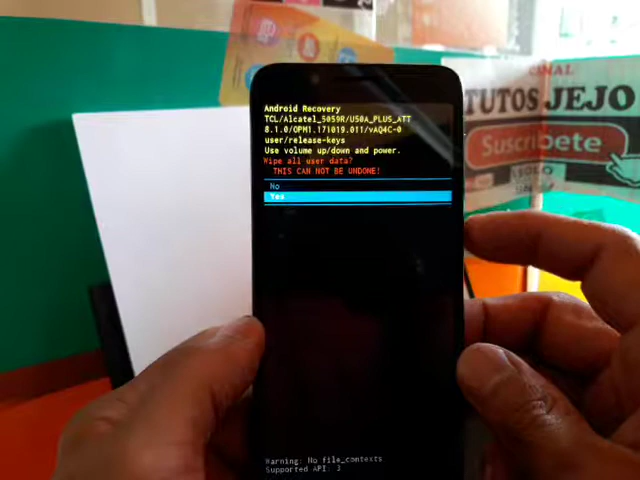 Android Recovery
TCL/Alcatel_5059R/U50A_PLUS_ATT
8.1.0/OPM1.171019.011/vAQ4C-0
user/release-keys
Use volume up/down and power.
Wipe all user data?
THIS CAN NOT BE UNDONE!
No
Yes
Warning: No file_contexts
Supported API: 3
CANAL
TUTOS JEJO
Suscríbete